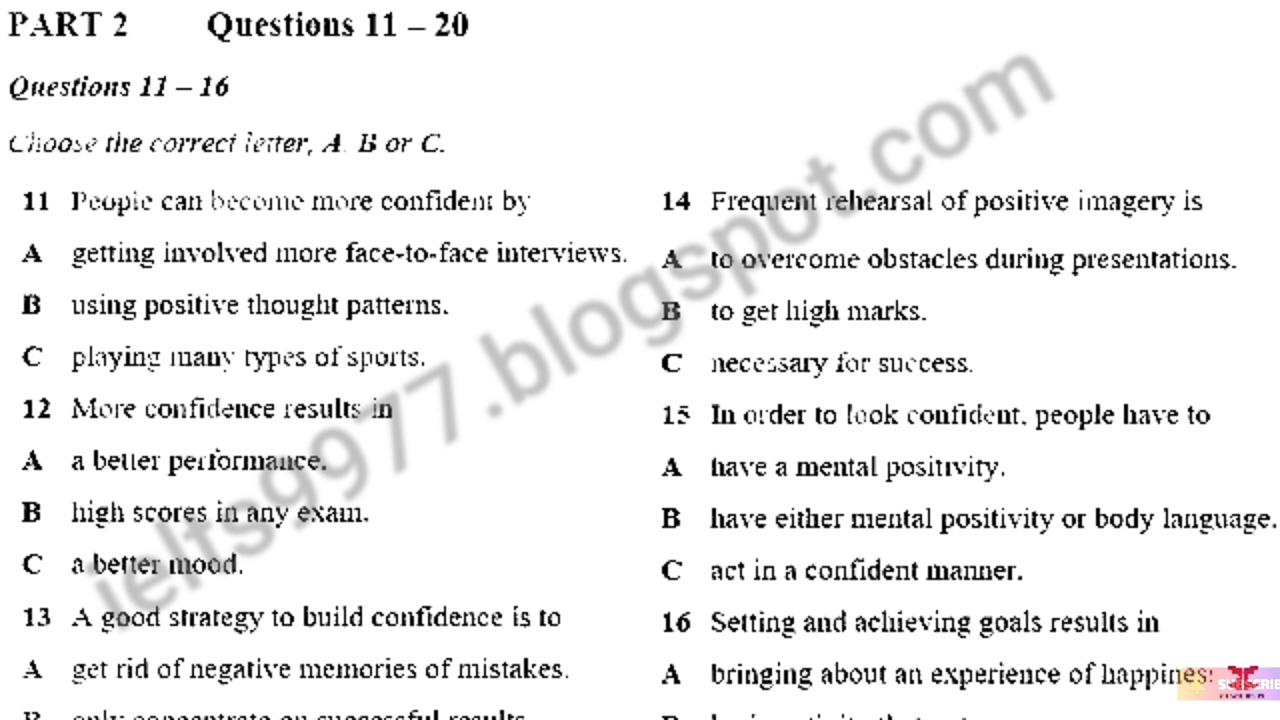 PART 2 Questions 11 – 20
Questions 11 – 16
Choose the correct letter, A, B or C.
11 People can become more confident by
A getting involved more face-to-face interviews.
B using positive thought patterns.
C playing many types of sports.
12 More confidence results in
A a better performance.
B high scores in any exam.
C a better mood.
13 A good strategy to build confidence is to
A get rid of negative memories of mistakes.
B only concentrate on successful results
14 Frequent rehearsal of positive imagery is
A to overcome obstacles during presentations.
B to get high marks.
C necessary for success.
15 In order to look confident, people have to
A have a mental positivity.
B have either mental positivity or body language.
C act in a confident manner.
16 Setting and achieving goals results in
A bringing about an experience of happiness
ielts9977.blogspot.com